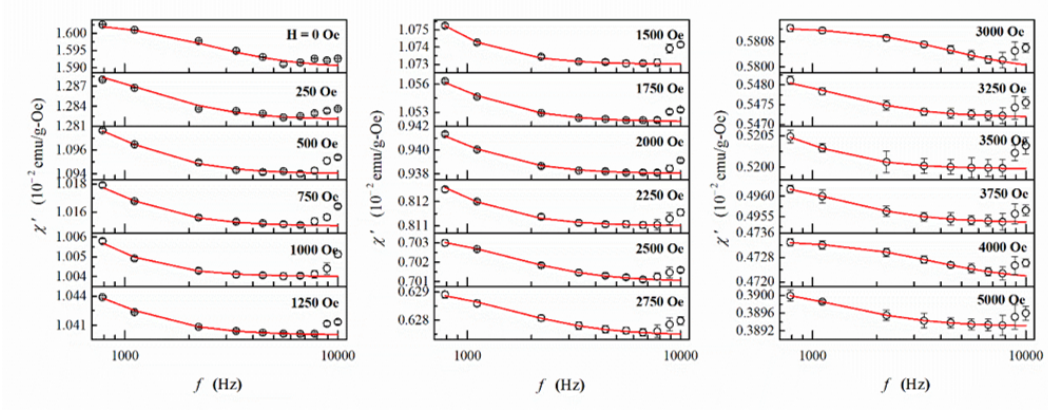 χ′ (10⁻² emu/g-Oe)
1.600
1.595
1.590
H = 0 Oe
1.287
1.284
1.281
250 Oe
1.096
1.094
500 Oe
1.018
1.016
750 Oe
1.006
1.005
1.004
1000 Oe
1.044
1.041
1250 Oe
1000
10000
f (Hz)
χ′ (10⁻² emu/g-Oe)
1.075
1.074
1.073
1500 Oe
1.056
1.053
1750 Oe
0.942
0.940
0.938
2000 Oe
0.812
0.811
2250 Oe
0.703
0.702
0.701
2500 Oe
0.629
0.628
2750 Oe
1000
10000
f (Hz)
χ′ (10⁻² emu/g-Oe)
0.5808
0.5800
3000 Oe
0.5480
0.5475
0.5470
3250 Oe
0.5205
0.5200
3500 Oe
0.4960
0.4955
3750 Oe
0.4736
0.4728
0.4720
4000 Oe
0.3900
0.3896
0.3892
5000 Oe
1000
10000
f (Hz)